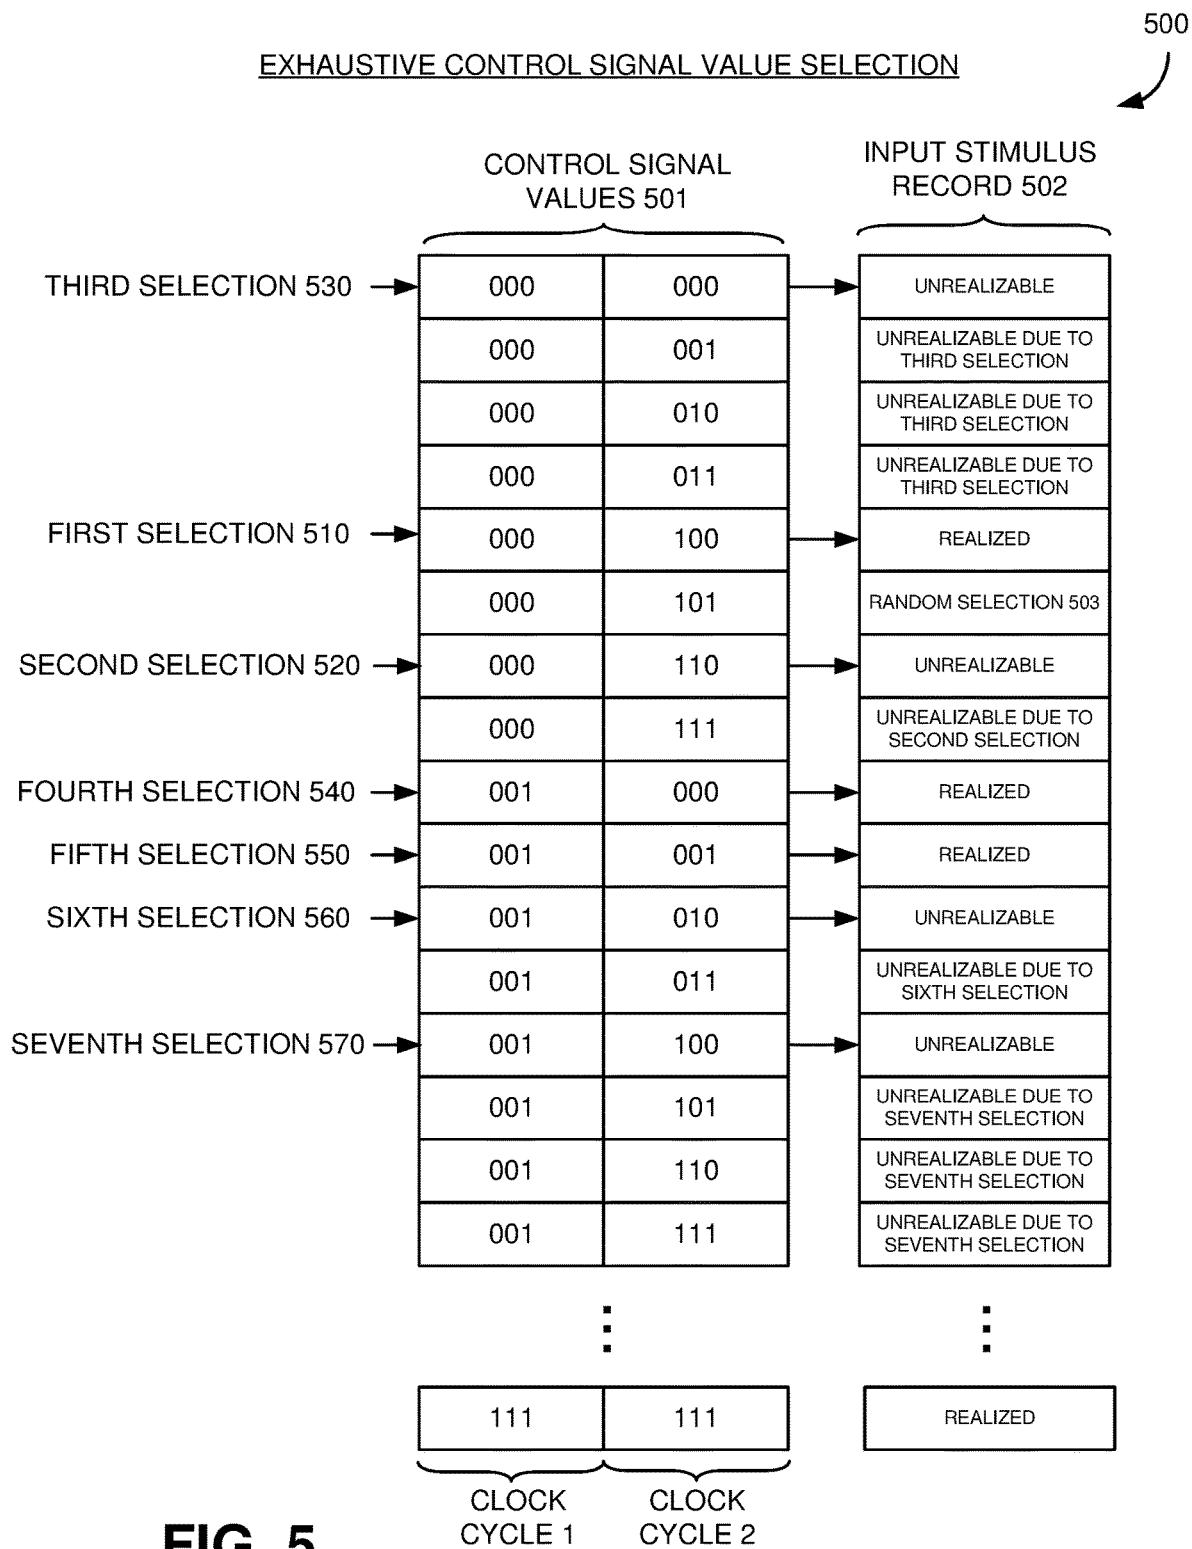 500
EXHAUSTIVE CONTROL SIGNAL VALUE SELECTION
CONTROL SIGNAL
VALUES 501
INPUT STIMULUS
RECORD 502
THIRD SELECTION 530
000
000
UNREALIZABLE
000
001
UNREALIZABLE DUE TO
THIRD SELECTION
000
010
UNREALIZABLE DUE TO
THIRD SELECTION
000
011
UNREALIZABLE DUE TO
THIRD SELECTION
FIRST SELECTION 510
000
100
REALIZED
000
101
RANDOM SELECTION 503
SECOND SELECTION 520
000
110
UNREALIZABLE
000
111
UNREALIZABLE DUE TO
SECOND SELECTION
FOURTH SELECTION 540
001
000
REALIZED
FIFTH SELECTION 550
001
001
REALIZED
SIXTH SELECTION 560
001
010
UNREALIZABLE
001
011
UNREALIZABLE DUE TO
SIXTH SELECTION
SEVENTH SELECTION 570
001
100
UNREALIZABLE
001
101
UNREALIZABLE DUE TO
SEVENTH SELECTION
001
110
UNREALIZABLE DUE TO
SEVENTH SELECTION
001
111
UNREALIZABLE DUE TO
SEVENTH SELECTION
111
111
REALIZED
CLOCK
CYCLE 1
CLOCK
CYCLE 2
FIG. 5